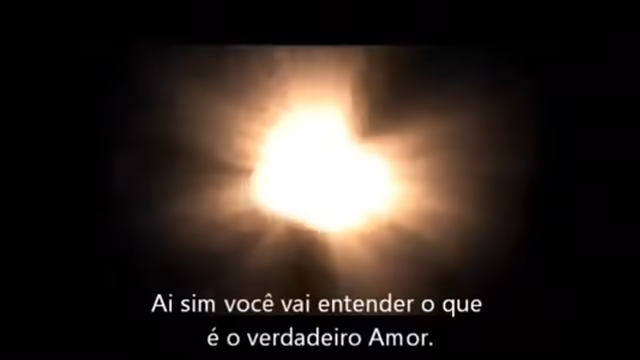 Ai sim você vai entender o que
é o verdadeiro Amor.